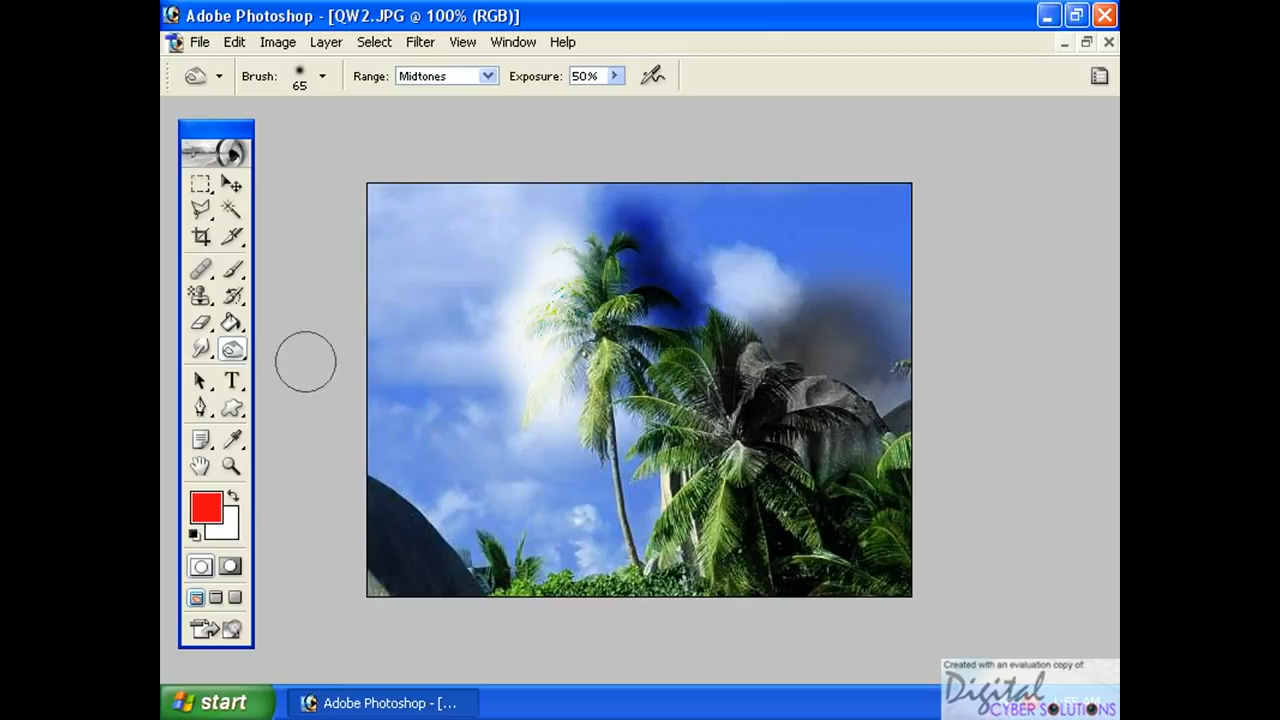 Adobe Photoshop - [QW2.JPG @ 100% (RGB)]
File Edit Image Layer Select Filter View Window Help
Brush: 65 Range: Midtones Exposure: 50%
T
Created with an evaluation copy of:
Digital
CYBER SOLUTIONS
start Adobe Photoshop - [...